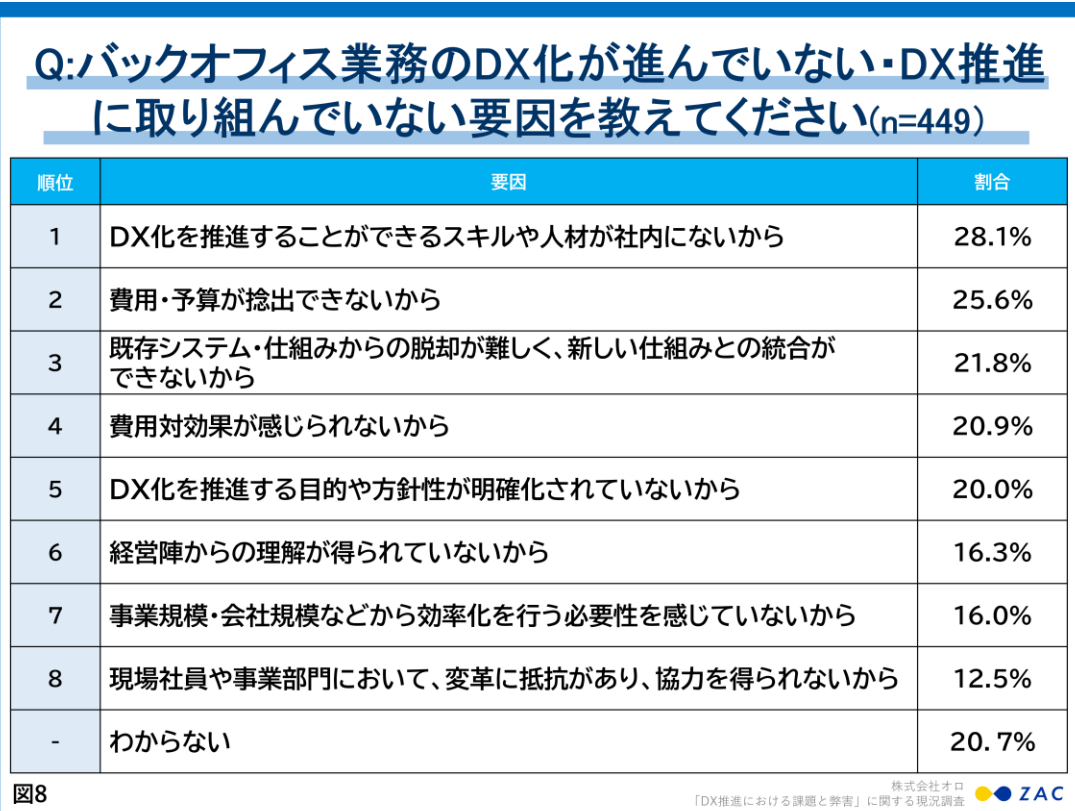 Q:バックオフィス業務のDX化が進んでいない・DX推進
に取り組んでいない要因を教えてください(n=449)
順位 要因 割合
1 DX化を推進することができるスキルや人材が社内にないから 28.1%
2 費用・予算が捻出できないから 25.6%
3 既存システム・仕組みからの脱却が難しく、新しい仕組みとの統合が
できないから 21.8%
4 費用対効果が感じられないから 20.9%
5 DX化を推進する目的や方針性が明確化されていないから 20.0%
6 経営陣からの理解が得られていないから 16.3%
7 事業規模・会社規模などから効率化を行う必要性を感じていないから 16.0%
8 現場社員や事業部門において、変革に抵抗があり、協力を得られないから 12.5%
- わからない 20.7%
図8
株式会社オロ
「DX推進における課題と弊害」に関する現況調査
ZAC